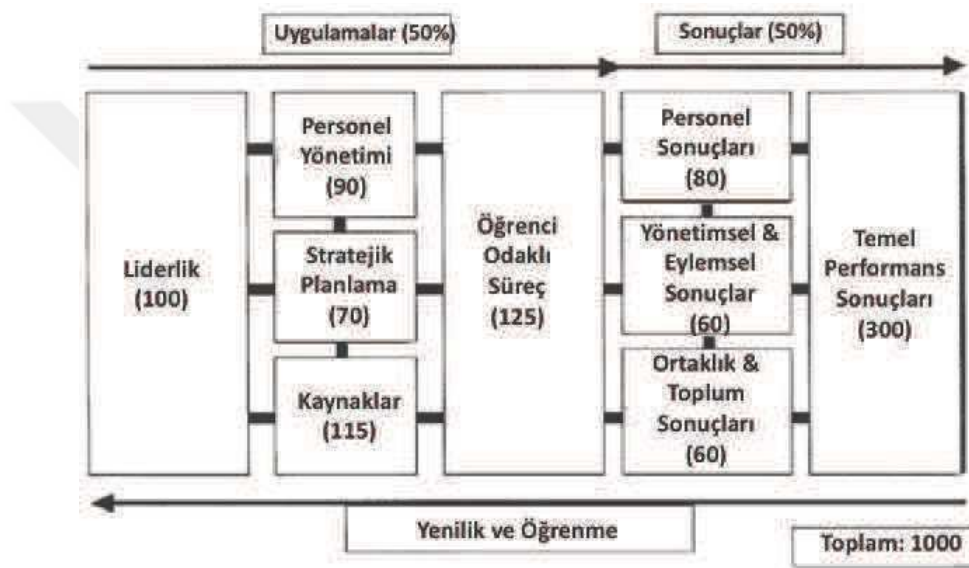 Uygulamalar (50%)
Sonuçlar (50%)
Liderlik
(100)
Personel
Yönetimi
(90)
Stratejik
Planlama
(70)
Kaynaklar
(115)
Öğrenci
Odaklı
Süreç
(125)
Personel
Sonuçları
(80)
Yönetimsel &
Eylemsel
Sonuçlar
(60)
Ortaklık &
Toplum
Sonuçları
(60)
Temel
Performans
Sonuçları
(300)
Yenilik ve Öğrenme
Toplam: 1000